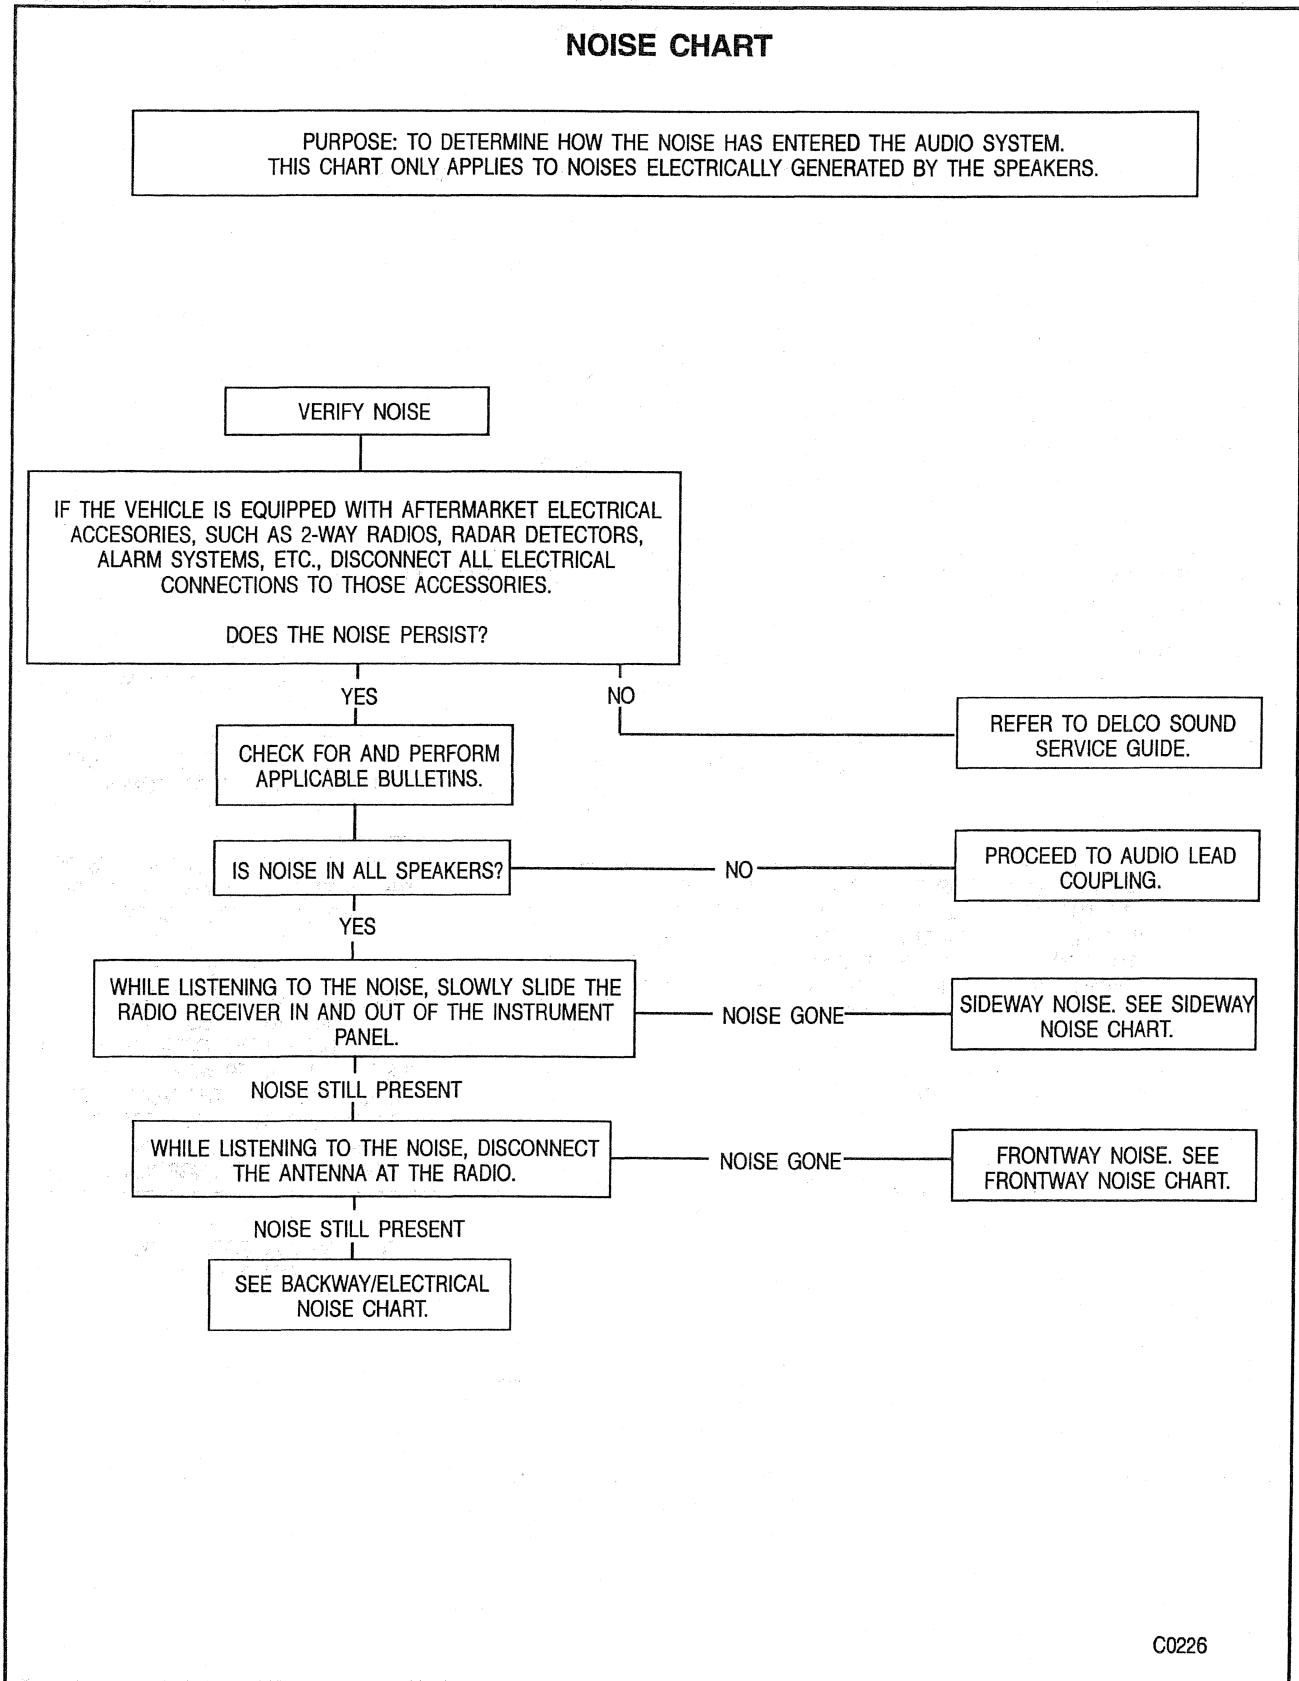 NOISE CHART
PURPOSE: TO DETERMINE HOW THE NOISE HAS ENTERED THE AUDIO SYSTEM.
THIS CHART ONLY APPLIES TO NOISES ELECTRICALLY GENERATED BY THE SPEAKERS.
VERIFY NOISE
IF THE VEHICLE IS EQUIPPED WITH AFTERMARKET ELECTRICAL
ACCESORIES, SUCH AS 2-WAY RADIOS, RADAR DETECTORS,
ALARM SYSTEMS, ETC., DISCONNECT ALL ELECTRICAL
CONNECTIONS TO THOSE ACCESSORIES.
DOES THE NOISE PERSIST?
YES
NO
REFER TO DELCO SOUND
SERVICE GUIDE.
CHECK FOR AND PERFORM
APPLICABLE BULLETINS.
IS NOISE IN ALL SPEAKERS?
NO
PROCEED TO AUDIO LEAD
COUPLING.
YES
WHILE LISTENING TO THE NOISE, SLOWLY SLIDE THE
RADIO RECEIVER IN AND OUT OF THE INSTRUMENT
PANEL.
NOISE GONE
SIDEWAY NOISE. SEE SIDEWAY
NOISE CHART.
NOISE STILL PRESENT
WHILE LISTENING TO THE NOISE, DISCONNECT
THE ANTENNA AT THE RADIO.
NOISE GONE
FRONTWAY NOISE. SEE
FRONTWAY NOISE CHART.
NOISE STILL PRESENT
SEE BACKWAY/ELECTRICAL
NOISE CHART.
C0226